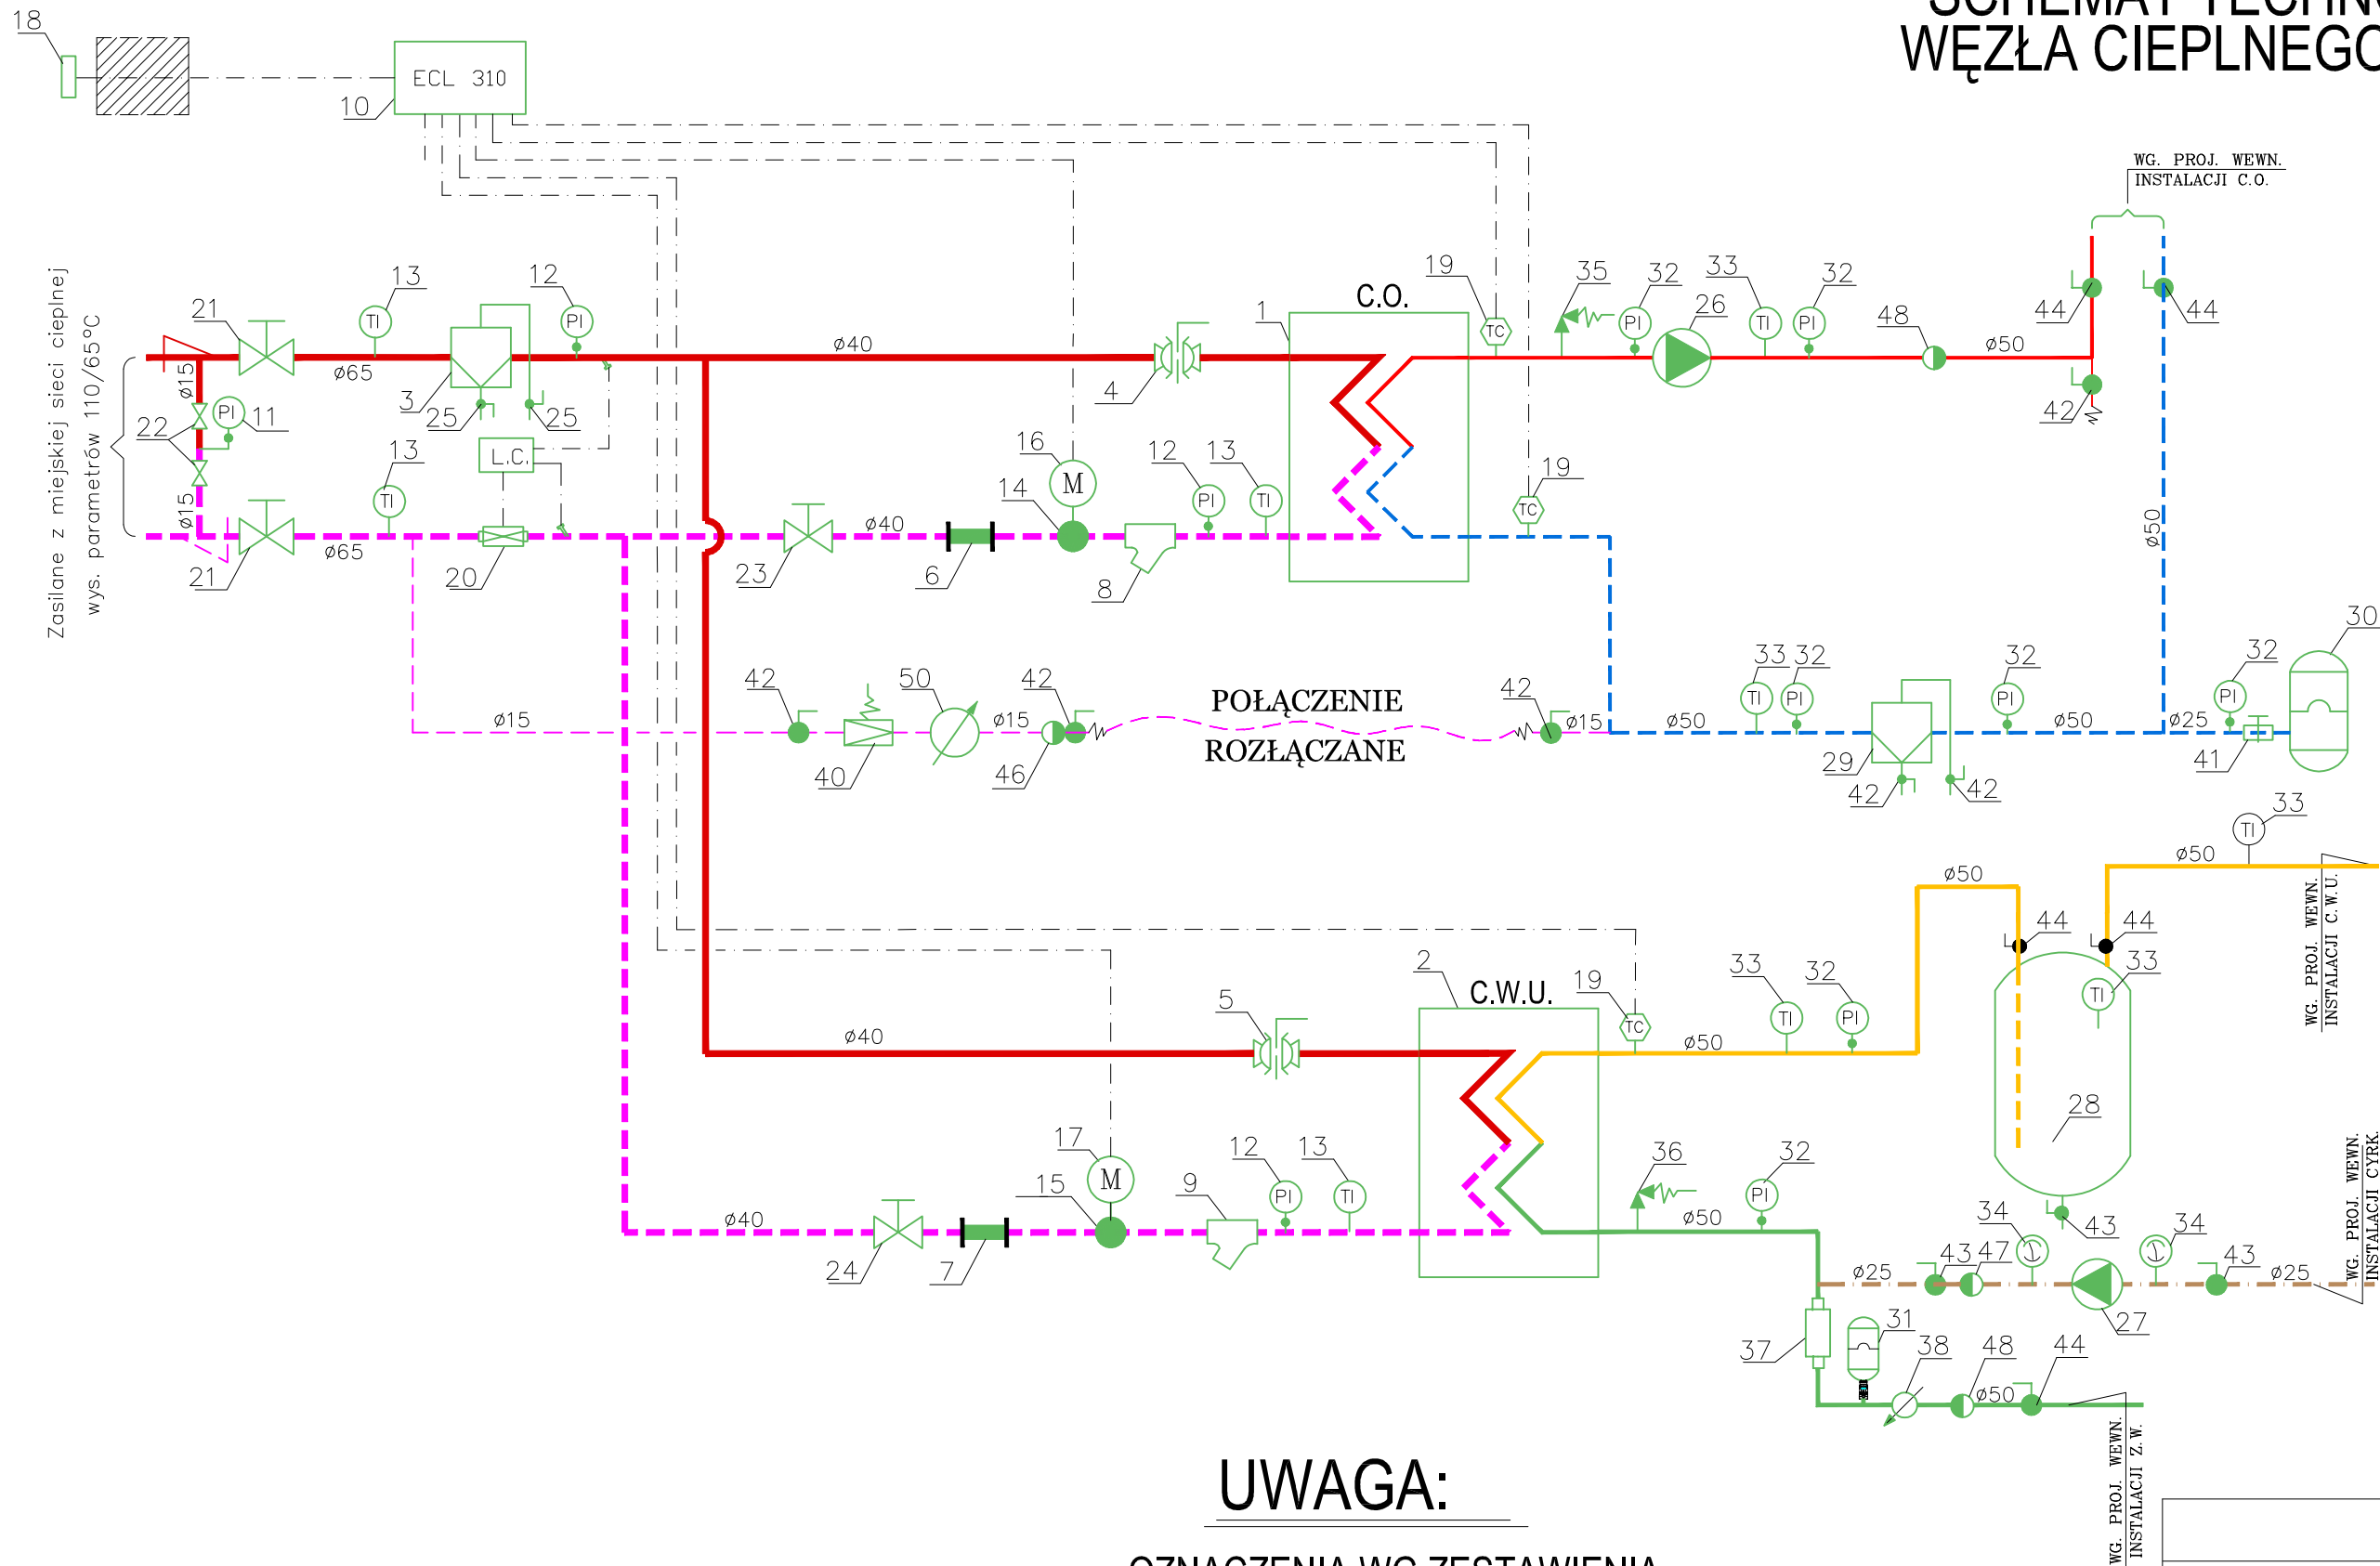 SCHEMAT TECHNO
WĘZŁA CIEPLNEGO
18
ECL 310
10
WG. PROJ. WEWN.
INSTALACJI C.O.
Zasilane z miejskiej sieci cieplnej
wys. parametrów 110/65°C
21
13
TI
12
PI
19
TC
35
32
PI
33
TI
32
PI
26
48
44
44
C.O.
1
ø15
ø65
3
25
25
ø40
4
ø50
42
22
PI
11
13
TI
L.C.
16
M
14
12
PI
13
TI
19
TC
ø15
21
ø65
20
23
ø40
6
8
ø50
30
42
50
42
POŁĄCZENIE
ROZŁĄCZANE
42
33
TI
32
PI
32
PI
32
PI
ø15
ø15
ø15
ø50
ø50
ø25
40
46
29
42
42
41
33
TI
ø50
ø50
WG. PROJ. WEWN.
INSTALACJI C.W.U.
44
44
33
TI
2
C.W.U.
19
TC
33
TI
32
PI
5
ø40
ø50
28
17
M
15
9
12
PI
13
TI
36
32
PI
ø40
24
7
ø50
43
34
34
WG. PROJ. WEWN.
INSTALACJI CYRK.
ø25
43
47
43
ø25
27
37
31
38
48
44
ø50
WG. PROJ. WEWN.
INSTALACJI Z.W.
UWAGA:
OZNACZENIA WG ZESTAWIENIA